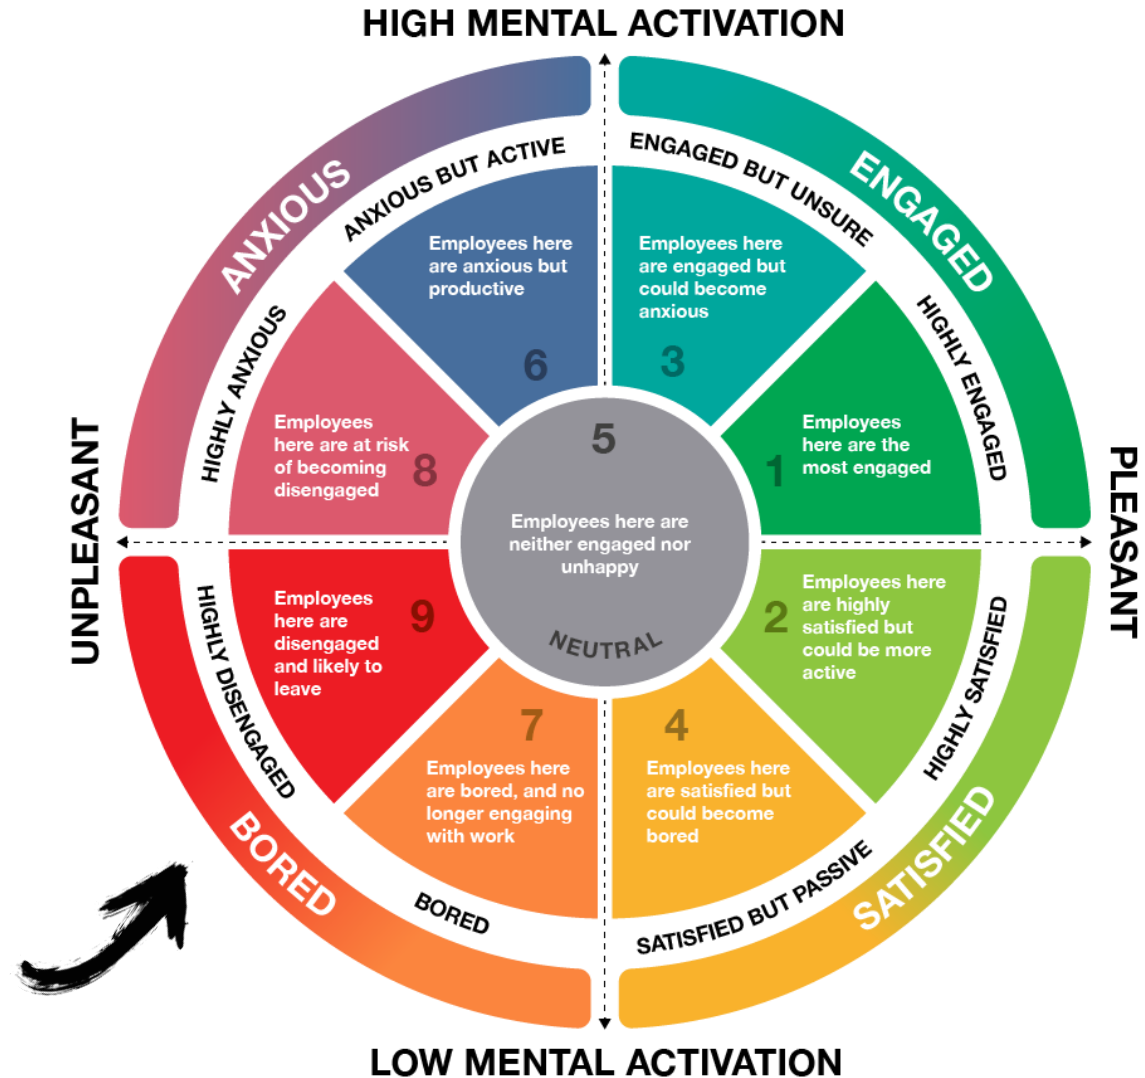 HIGH MENTAL ACTIVATION
ANXIOUS
ENGAGED
ANXIOUS BUT ACTIVE
ENGAGED BUT UNSURE
Employees here
are anxious but
productive
6
Employees here
are engaged but
could become
anxious
3
HIGHLY ANXIOUS
HIGHLY ENGAGED
Employees
here are at risk
of becoming
disengaged
8
Employees
here are the
most engaged
1
UNPLEASANT
PLEASANT
5
Employees here are
neither engaged nor
unhappy
NEUTRAL
Employees
here are
disengaged
and likely to
leave
9
Employees here
are highly
satisfied but
could be more
active
2
HIGHLY DISENGAGED
HIGHLY SATISFIED
7
Employees here
are bored, and no
longer engaging
with work
4
Employees here
are satisfied but
could become
bored
BORED
SATISFIED BUT PASSIVE
BORED
SATISFIED
LOW MENTAL ACTIVATION